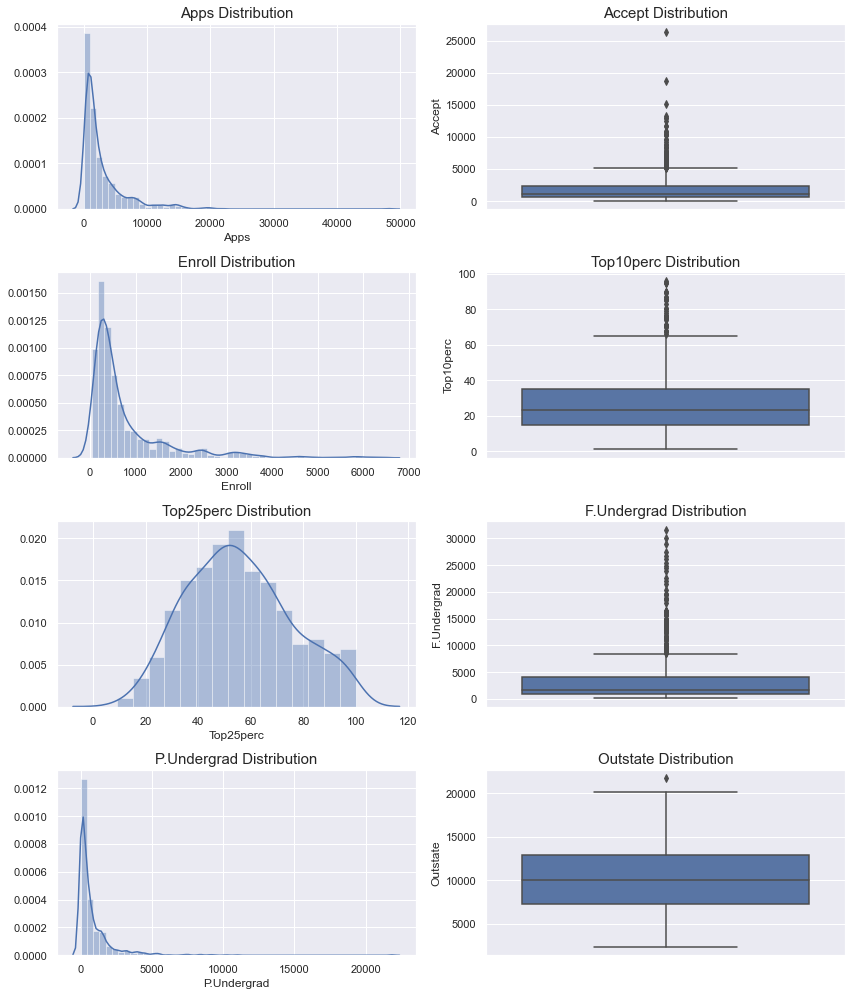 Apps Distribution
0.0004
0.0003
0.0002
0.0001
0.0000
0 10000 20000 30000 40000 50000
Apps
Accept Distribution
25000
20000
15000
10000
5000
0
Accept
Enroll Distribution
0.00150
0.00125
0.00100
0.00075
0.00050
0.00025
0.00000
0 1000 2000 3000 4000 5000 6000 7000
Enroll
Top10perc Distribution
100
80
60
40
20
0
Top10perc
Top25perc Distribution
0.020
0.015
0.010
0.005
0.000
0 20 40 60 80 100 120
Top25perc
F.Undergrad Distribution
30000
25000
20000
15000
10000
5000
0
F.Undergrad
P.Undergrad Distribution
0.0012
0.0010
0.0008
0.0006
0.0004
0.0002
0.0000
0 5000 10000 15000 20000
P.Undergrad
Outstate Distribution
20000
15000
10000
5000
Outstate